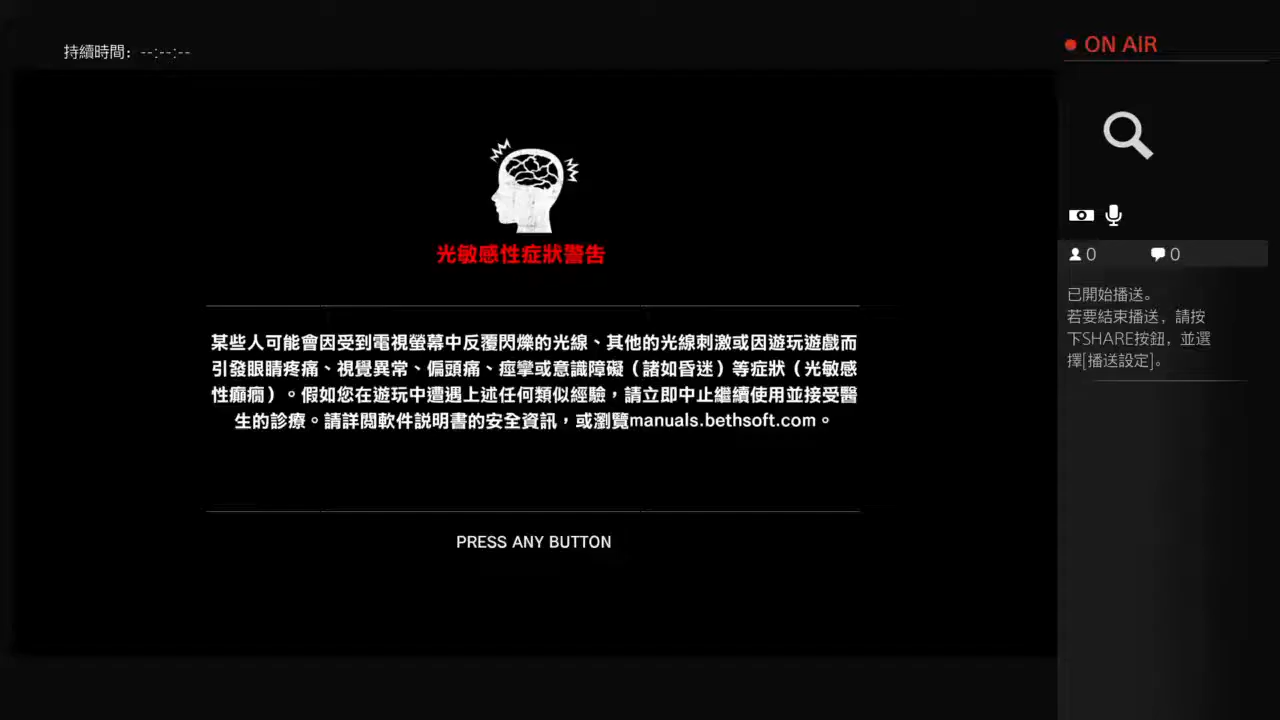 持續時間：--:--:--
ON AIR
光敏感性症狀警告
某些人可能會因受到電視螢幕中反覆閃爍的光線、其他的光線刺激或因遊玩遊戲而
引發眼睛疼痛、視覺異常、偏頭痛、痙攣或意識障礙（諸如昏迷）等症狀（光敏感
性癲癇）。假如您在遊玩中遭遇上述任何類似經驗，請立即中止繼續使用並接受醫
生的診療。請詳閱軟件說明書的安全資訊，或瀏覽manuals.bethsoft.com。
PRESS ANY BUTTON
0 0
已開始播送。
若要結束播送，請按
下SHARE按鈕，並選
擇[播送設定]。